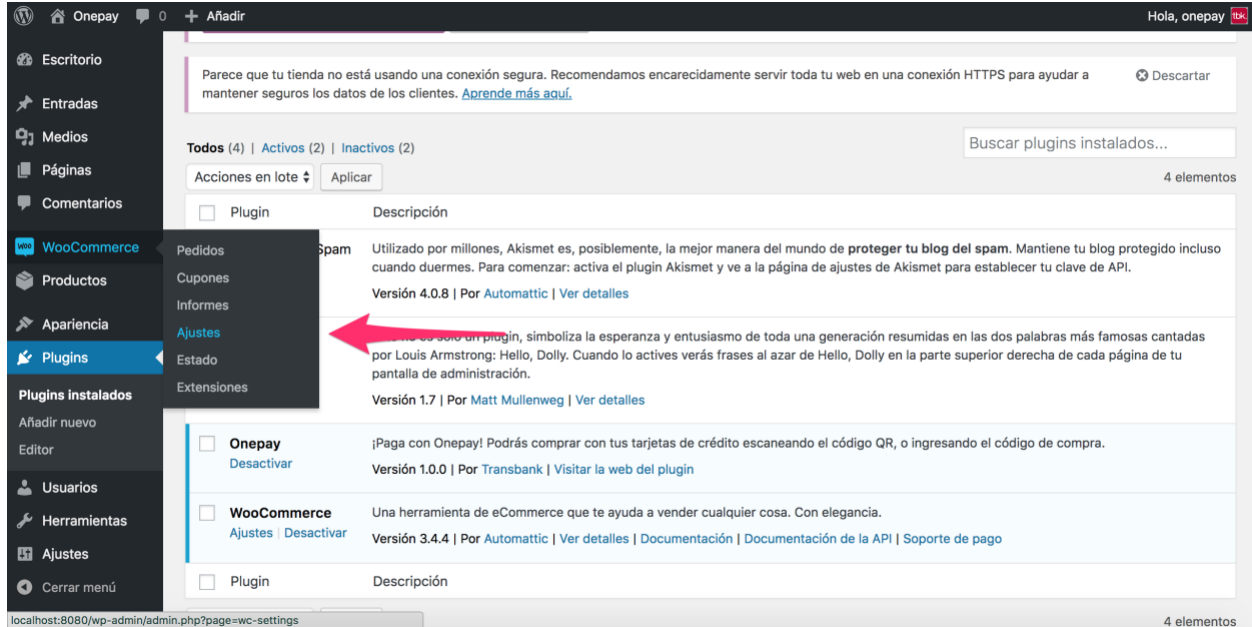 Onepay 0 Añadir Hola, onepay tbk.
Escritorio
Entradas
Medios
Páginas
Comentarios
WooCommerce
Productos
Apariencia
Plugins
Plugins instalados
Añadir nuevo
Editor
Usuarios
Herramientas
Ajustes
Cerrar menú
Pedidos
Cupones
Informes
Ajustes
Estado
Extensiones
Parece que tu tienda no está usando una conexión segura. Recomendamos encarecidamente servir toda tu web en una conexión HTTPS para ayudar a
mantener seguros los datos de los clientes. Aprende más aquí.
Descartar
Todos (4) | Activos (2) | Inactivos (2)
Buscar plugins instalados...
Acciones en lote Aplicar
4 elementos
Plugin Descripción
Spam
Utilizado por millones, Akismet es, posiblemente, la mejor manera del mundo de proteger tu blog del spam. Mantiene tu blog protegido incluso
cuando duermes. Para comenzar: activa el plugin Akismet y ve a la página de ajustes de Akismet para establecer tu clave de API.
Versión 4.0.8 | Por Automattic | Ver detalles
plugin, simboliza la esperanza y entusiasmo de toda una generación resumidas en las dos palabras más famosas cantadas
por Louis Armstrong: Hello, Dolly. Cuando lo actives verás frases al azar de Hello, Dolly en la parte superior derecha de cada página de tu
pantalla de administración.
Versión 1.7 | Por Matt Mullenweg | Ver detalles
Onepay
Desactivar
¡Paga con Onepay! Podrás comprar con tus tarjetas de crédito escaneando el código QR, o ingresando el código de compra.
Versión 1.0.0 | Por Transbank | Visitar la web del plugin
WooCommerce
Ajustes | Desactivar
Una herramienta de eCommerce que te ayuda a vender cualquier cosa. Con elegancia.
Versión 3.4.4 | Por Automattic | Ver detalles | Documentación | Documentación de la API | Soporte de pago
Plugin Descripción
4 elementos
localhost:8080/wp-admin/admin.php?page=wc-settings